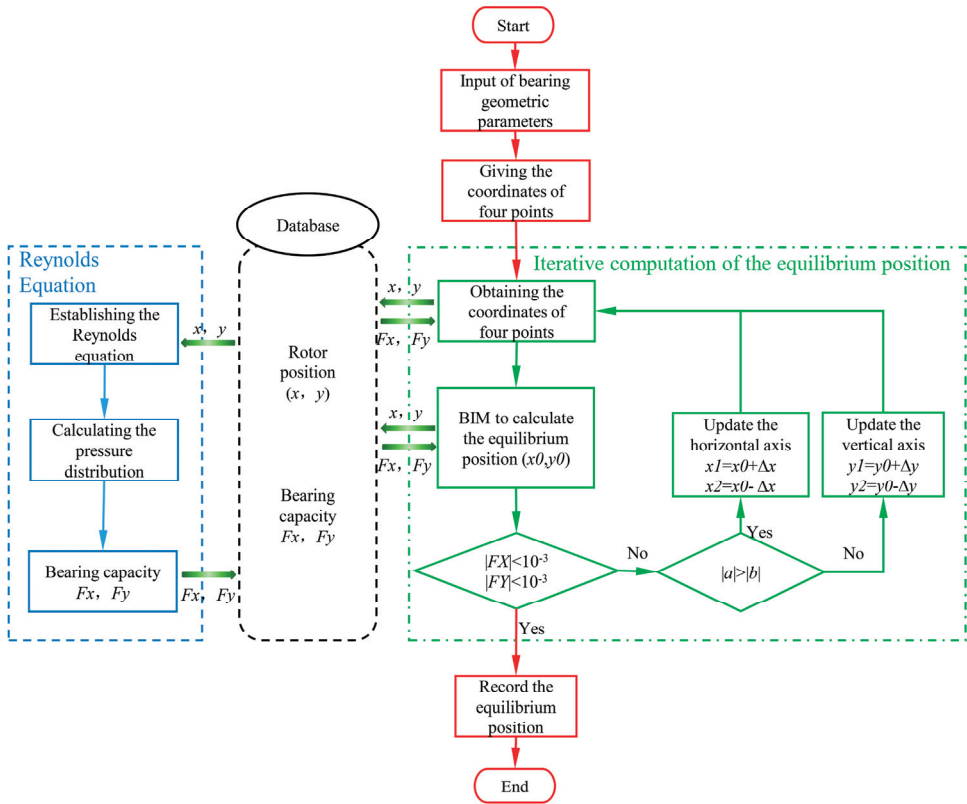 Start
Input of bearing
geometric
parameters
Giving the
coordinates of
four points
Database
Rotor
position
(x，y)
Bearing
capacity
Fx，Fy
Reynolds
Equation
Establishing the
Reynolds
equation
Calculating the
pressure
distribution
Bearing capacity
Fx，Fy
x，y
Fx，Fy
Iterative computation of the equilibrium position
x，y
Fx，Fy
Obtaining the
coordinates of
four points
x，y
Fx，Fy
BIM to calculate
the equilibrium
position (x0,y0)
|FX|<10⁻³
|FY|<10⁻³
No
|a|>|b|
Yes
No
Update the
horizontal axis
x1=x0+Δx
x2=x0- Δx
Update the
vertical axis
y1=y0+Δy
y2=y0-Δy
Yes
Record the
equilibrium
position
End